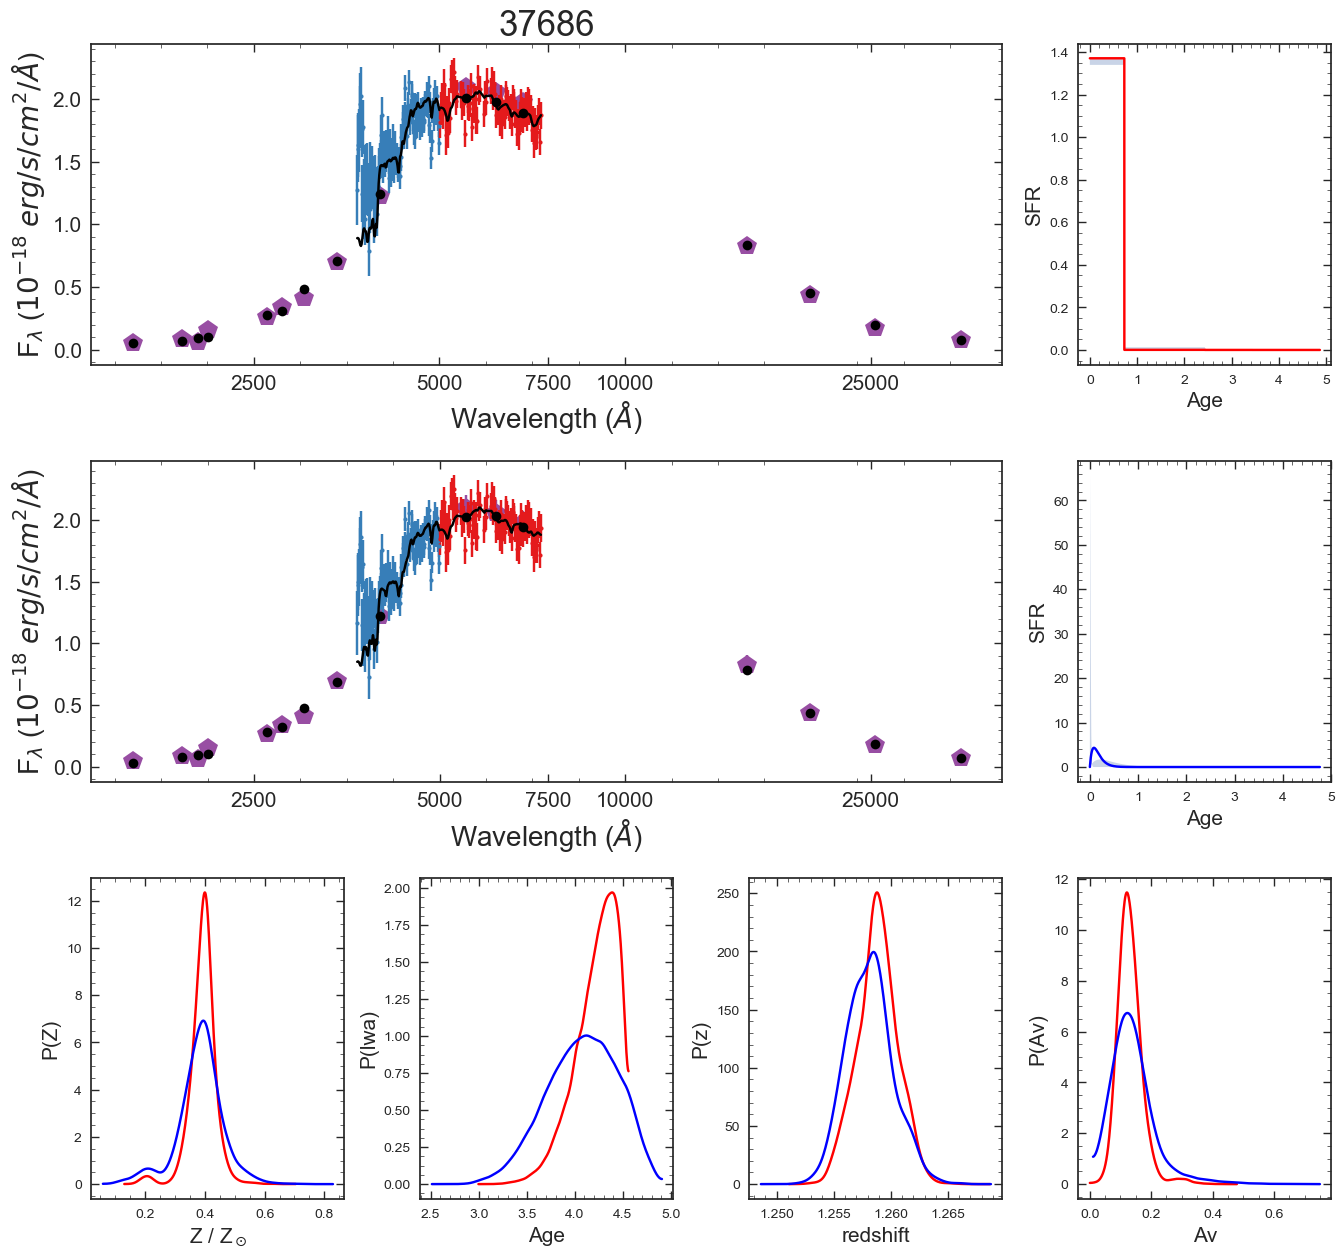 37686
F_λ (10^−18 erg/s/cm^2/Å)
2.0
1.5
1.0
0.5
0.0
2500 5000 7500 10000 25000
Wavelength (Å)
SFR
1.4
1.2
1.0
0.8
0.6
0.4
0.2
0.0
0 1 2 3 4 5
Age
F_λ (10^−18 erg/s/cm^2/Å)
2.0
1.5
1.0
0.5
0.0
2500 5000 7500 10000 25000
Wavelength (Å)
SFR
60
50
40
30
20
10
0
0 1 2 3 4 5
Age
P(Z)
12
10
8
6
4
2
0
0.2 0.4 0.6 0.8
Z / Z_⊙
P(lwa)
2.00
1.75
1.50
1.25
1.00
0.75
0.50
0.25
0.00
2.5 3.0 3.5 4.0 4.5 5.0
Age
P(z)
250
200
150
100
50
0
1.250 1.255 1.260 1.265
redshift
P(Av)
12
10
8
6
4
2
0
0.0 0.2 0.4 0.6
Av